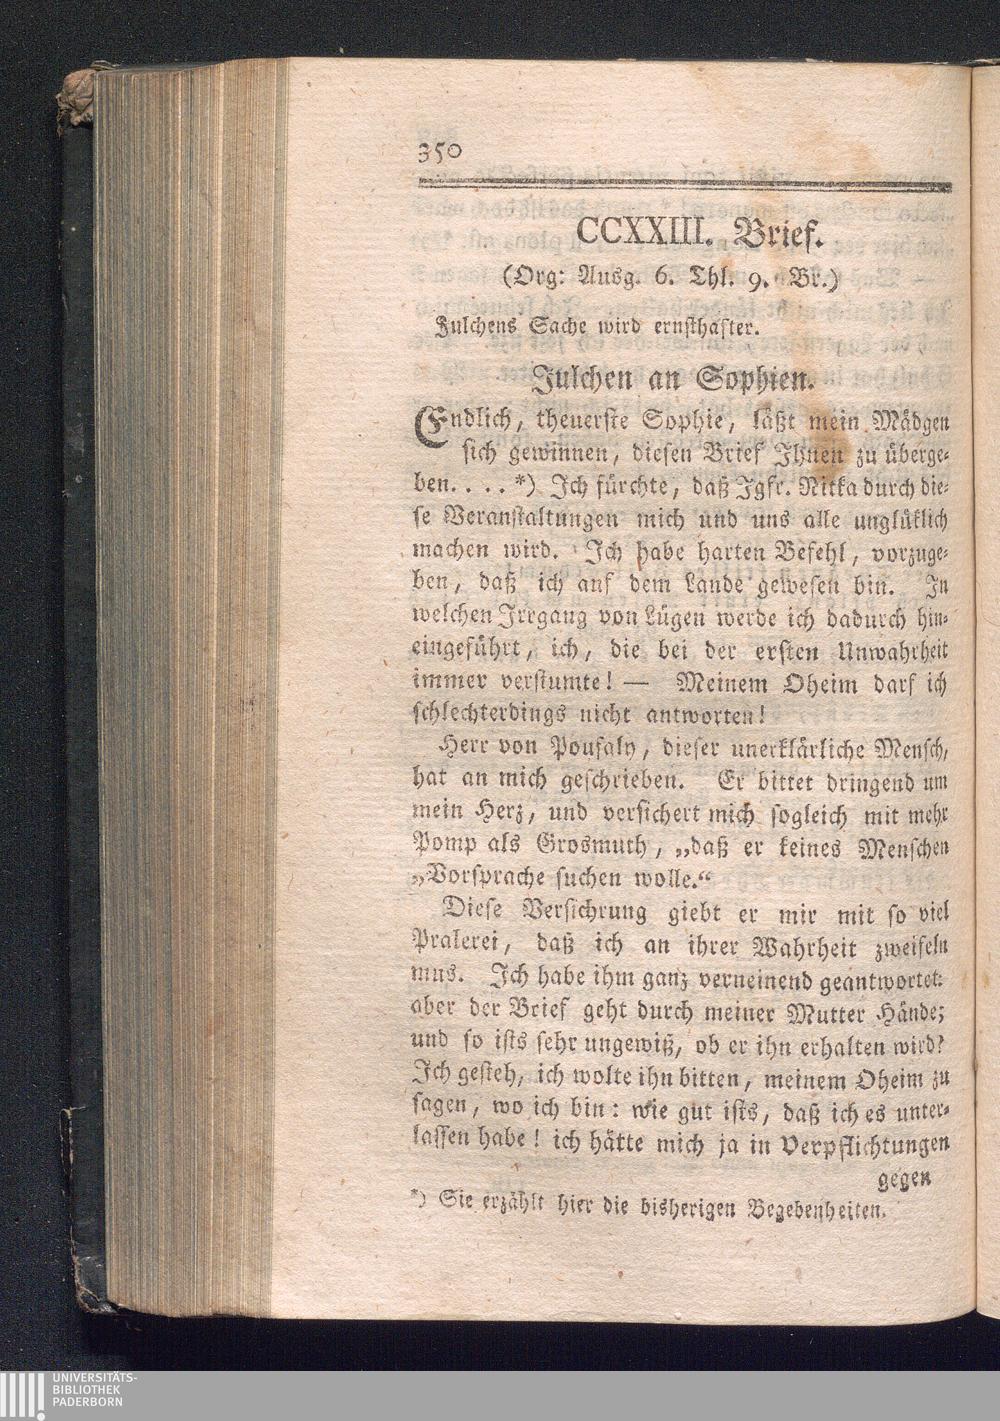 350
CCXXIII. Brief.
(Org: Ausg. 6. Thl. 9. Br.)
Julchens Sache wird ernsthafter.
Julchen an Sophien.
Endlich, theuerste Sophie, läßt mein Mädgen
sich gewinnen, diesen Brief Ihnen zu überge-
ben. . . . *) Ich fürchte, daß Jgfr. Nitka durch die-
se Veranstaltungen mich und uns alle unglüklich
machen wird. Ich habe harten Befehl, vorzuge-
ben, daß ich auf dem Lande gewesen bin. In
welchen Irrgang von Lügen werde ich dadurch hin-
eingeführt, ich, die bei der ersten Unwahrheit
immer verstumte! — Meinem Oheim darf ich
schlechterdings nicht antworten!
Herr von Poufaly, dieser unerklärliche Mensch,
hat an mich geschrieben. Er bittet dringend um
mein Herz, und versichert mich sogleich mit mehr
Pomp als Grosmuth, „daß er keines Menschen
„Vorsprache suchen wolle.“
Diese Versichrung giebt er mir mit so viel
Pralerei, daß ich an ihrer Wahrheit zweifeln
mus. Ich habe ihm ganz verneinend geantwortet:
aber der Brief geht durch meiner Mutter Hände;
und so ists sehr ungewiß, ob er ihn erhalten wird?
Ich gesteh, ich wolte ihn bitten, meinem Oheim zu
sagen, wo ich bin: wie gut ists, daß ich es unter-
lassen habe! ich hätte mich ja in Verpflichtungen
gegen
*) Sie erzählt hier die bisherigen Begebenheiten.
UNIVERSITÄTS-
BIBLIOTHEK
PADERBORN